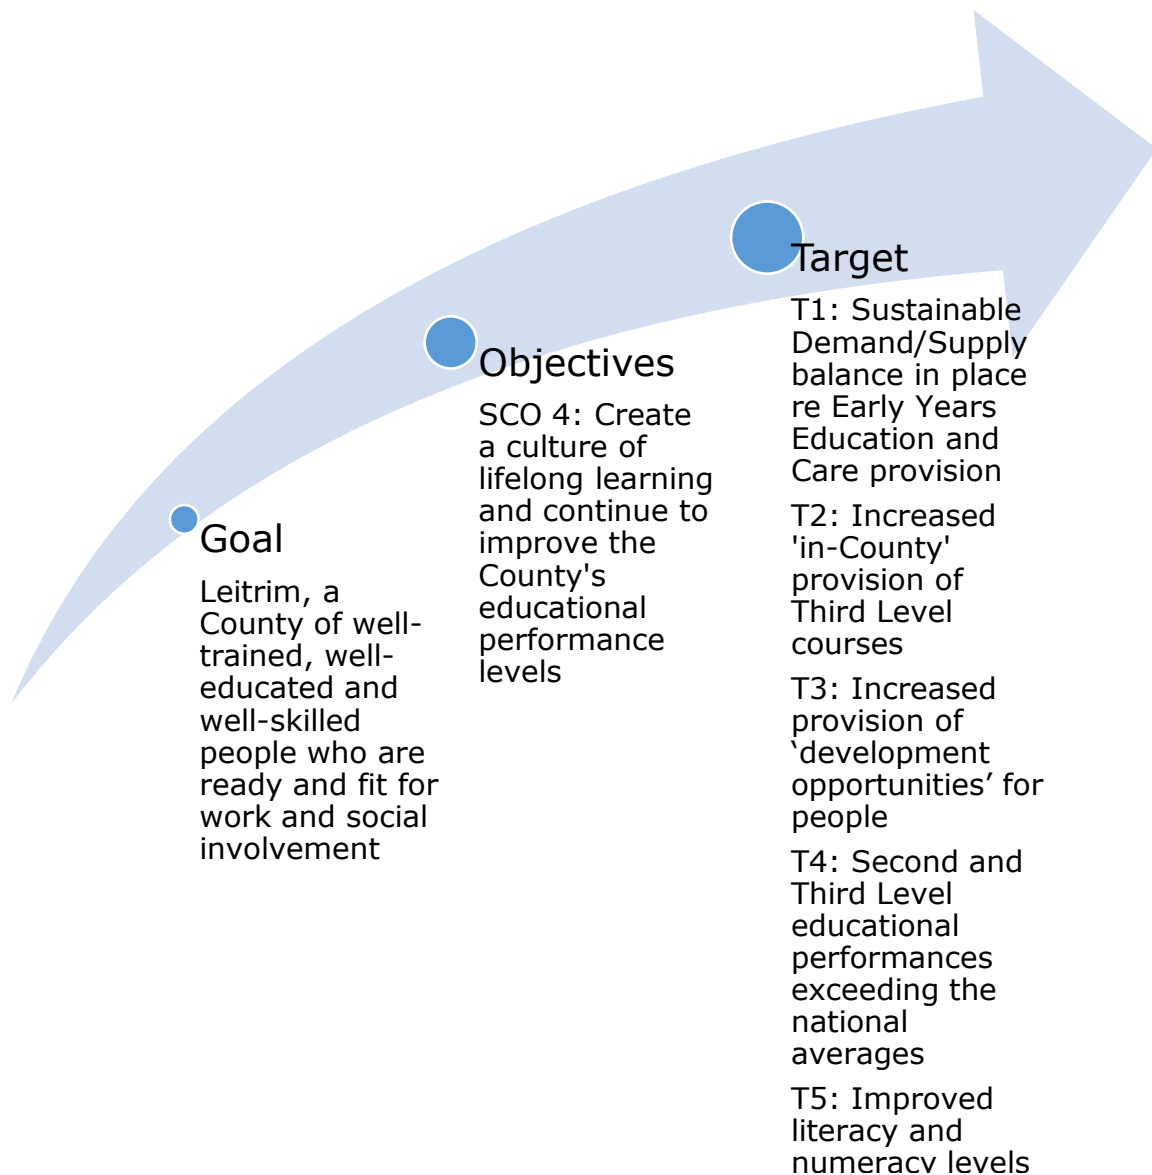 Goal
Leitrim, a
County of well-
trained, well-
educated and
well-skilled
people who are
ready and fit for
work and social
involvement
Objectives
SCO 4: Create
a culture of
lifelong learning
and continue to
improve the
County's
educational
performance
levels
Target
T1: Sustainable
Demand/Supply
balance in place
re Early Years
Education and
Care provision
T2: Increased
'in-County'
provision of
Third Level
courses
T3: Increased
provision of
‘development
opportunities’ for
people
T4: Second and
Third Level
educational
performances
exceeding the
national
averages
T5: Improved
literacy and
numeracy levels